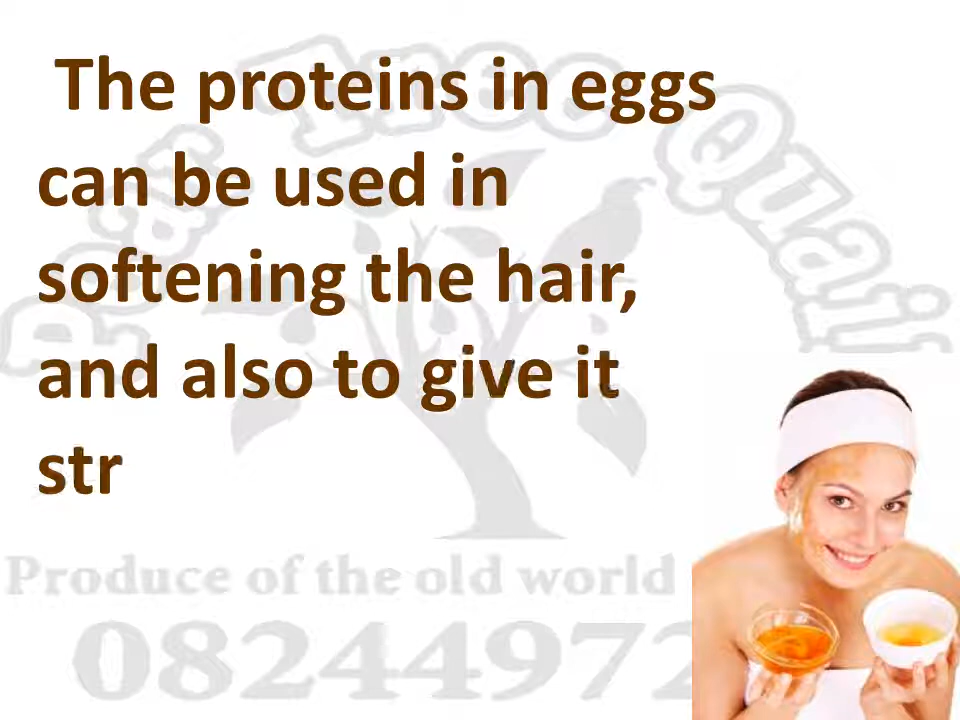 The proteins in eggs
can be used in
softening the hair,
and also to give it
str
Produce of the old world
08244972